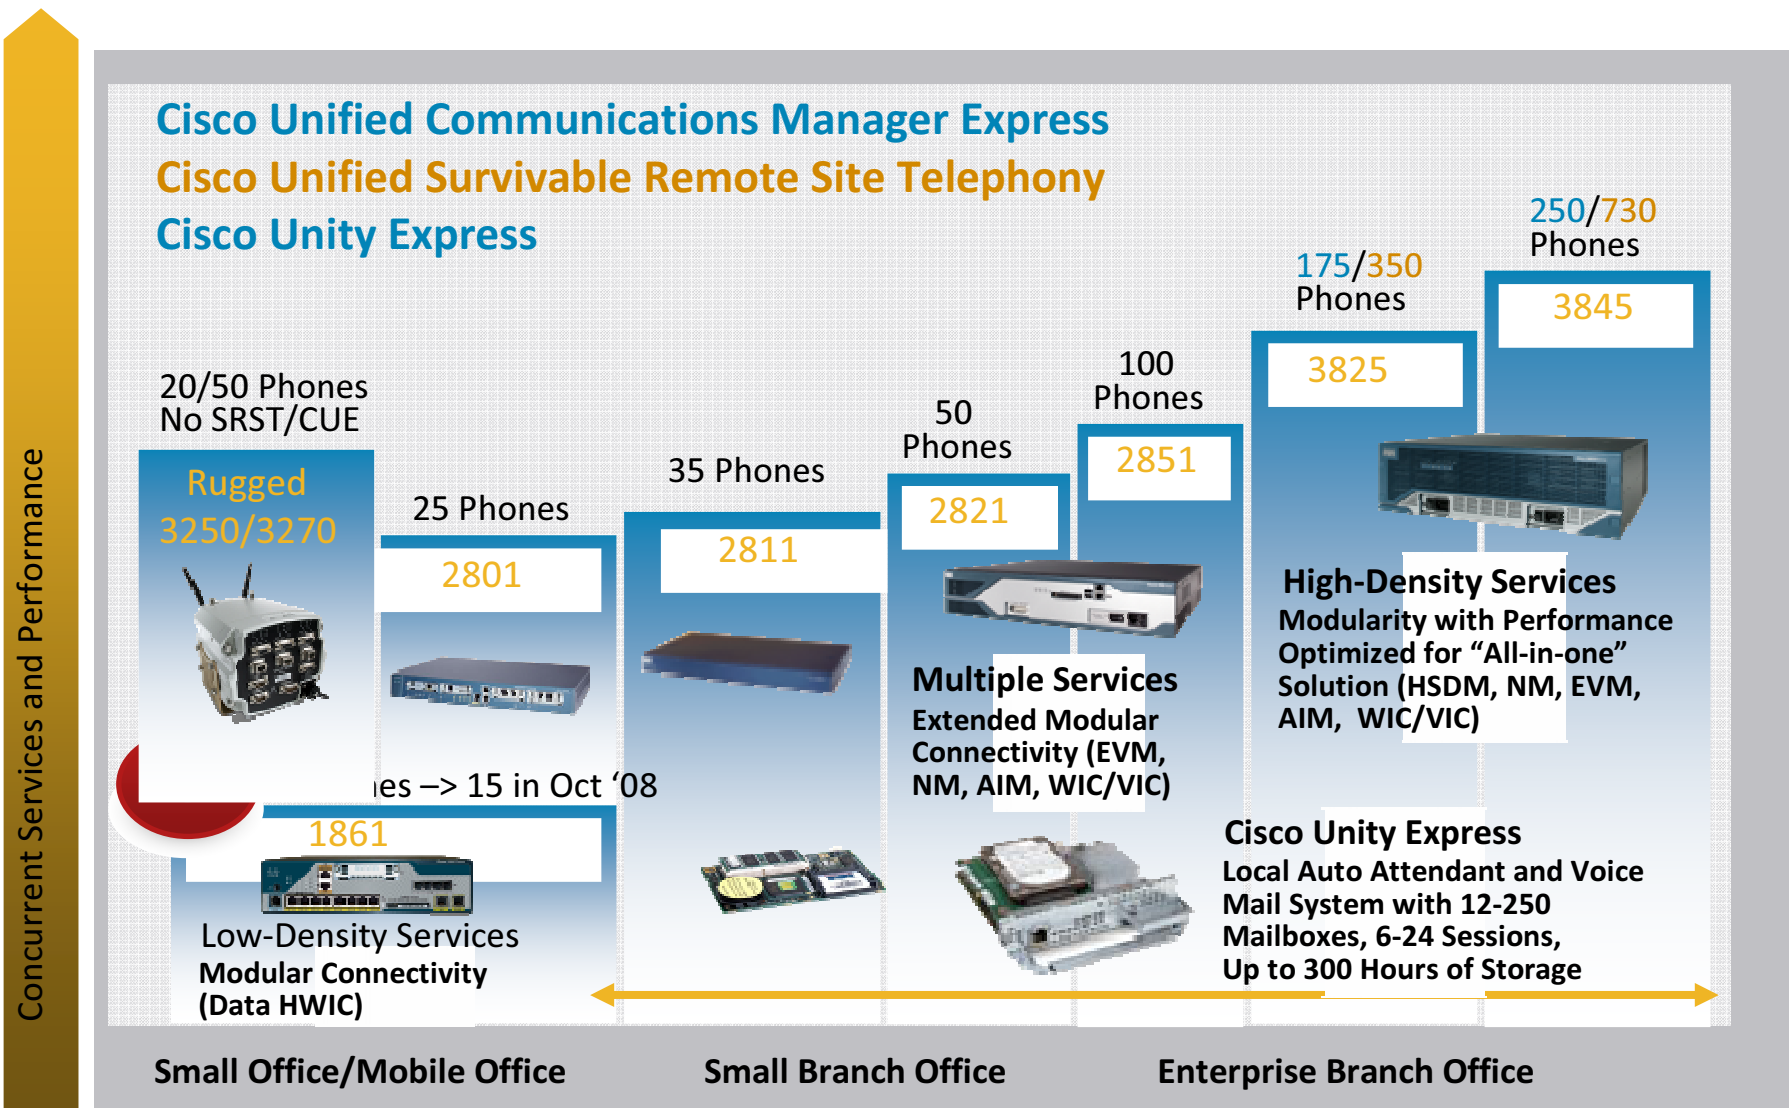 Cisco Unified Communications Manager Express
Cisco Unified Survivable Remote Site Telephony
Cisco Unity Express
250/730
Phones
3845
175/350
Phones
3825
100
Phones
2851
50
Phones
2821
35 Phones
2811
25 Phones
2801
20/50 Phones
No SRST/CUE
Rugged
3250/3270
–> 15 in Oct ‘08
1861
Low-Density Services
Modular Connectivity
(Data HWIC)
Multiple Services
Extended Modular
Connectivity (EVM,
NM, AIM, WIC/VIC)
High-Density Services
Modularity with Performance
Optimized for “All-in-one”
Solution (HSDM, NM, EVM,
AIM, WIC/VIC)
Cisco Unity Express
Local Auto Attendant and Voice
Mail System with 12-250
Mailboxes, 6-24 Sessions,
Up to 300 Hours of Storage
Small Office/Mobile Office
Small Branch Office
Enterprise Branch Office
Concurrent Services and Performance